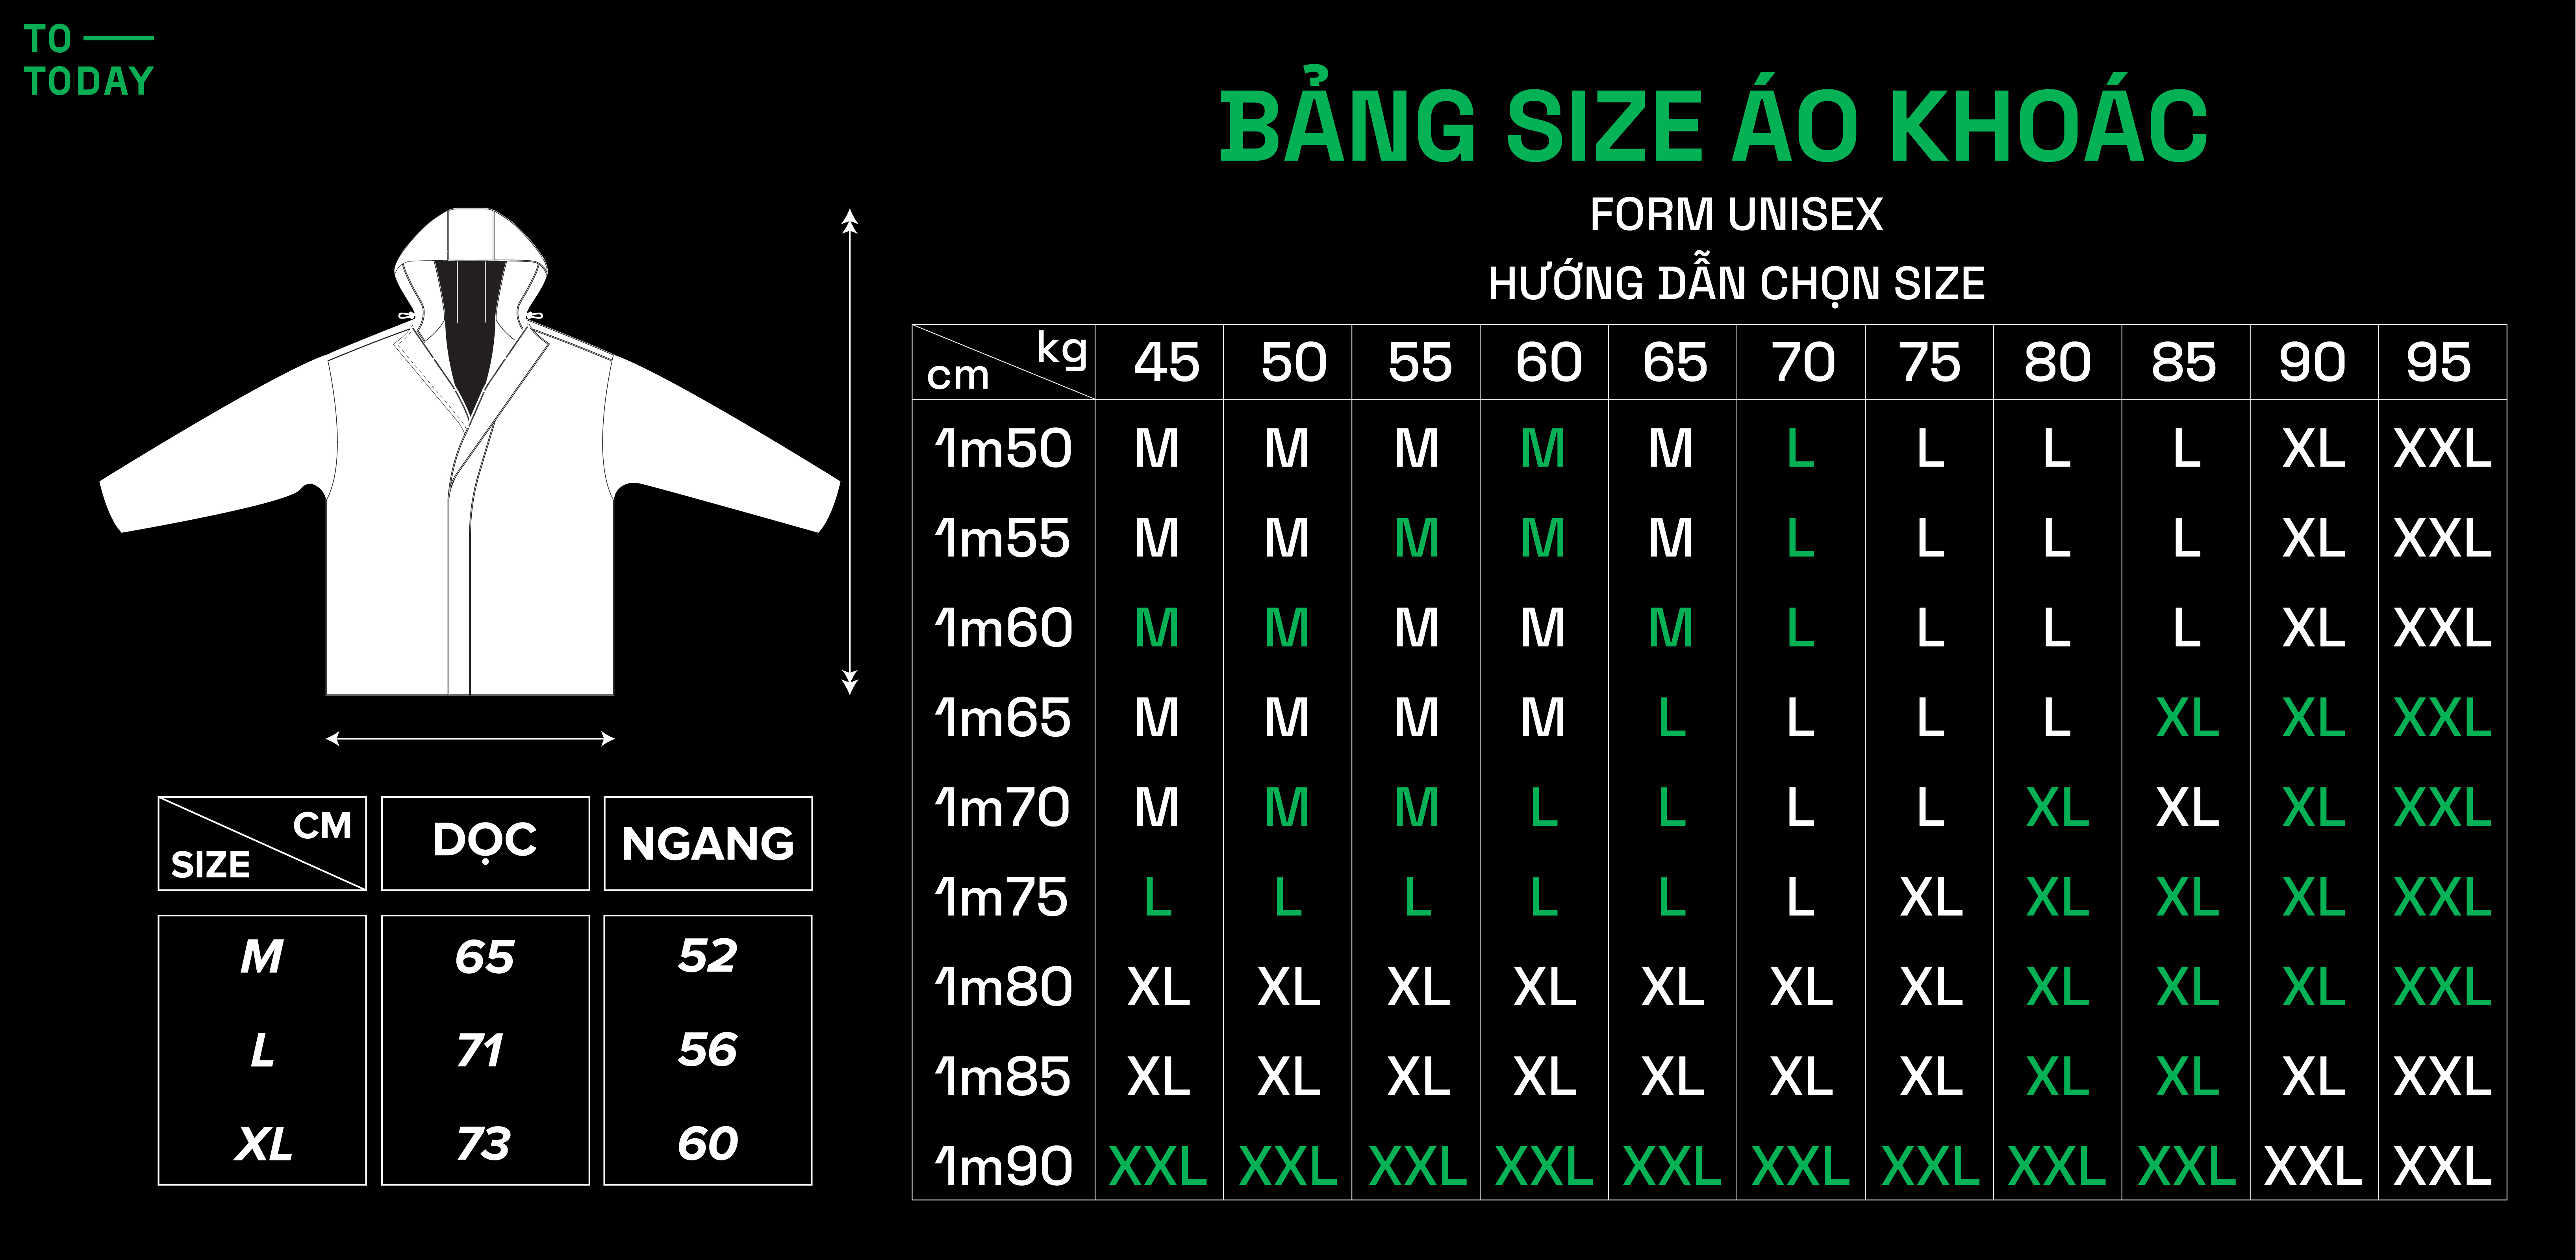 TO
TODAY
BẢNG SIZE ÁO KHOÁC
FORM UNISEX
HƯỚNG DẪN CHỌN SIZE
CM SIZE DỌC NGANG
M 65 52
L 71 56
XL 73 60
kg cm 45 50 55 60 65 70 75 80 85 90 95
1m50 M M M M M L L L L XL XXL
1m55 M M M M M L L L L XL XXL
1m60 M M M M M L L L L XL XXL
1m65 M M M M L L L L XL XL XXL
1m70 M M M L L L L XL XL XL XXL
1m75 L L L L L L XL XL XL XL XXL
1m80 XL XL XL XL XL XL XL XL XL XL XXL
1m85 XL XL XL XL XL XL XL XL XL XL XXL
1m90 XXL XXL XXL XXL XXL XXL XXL XXL XXL XXL XXL